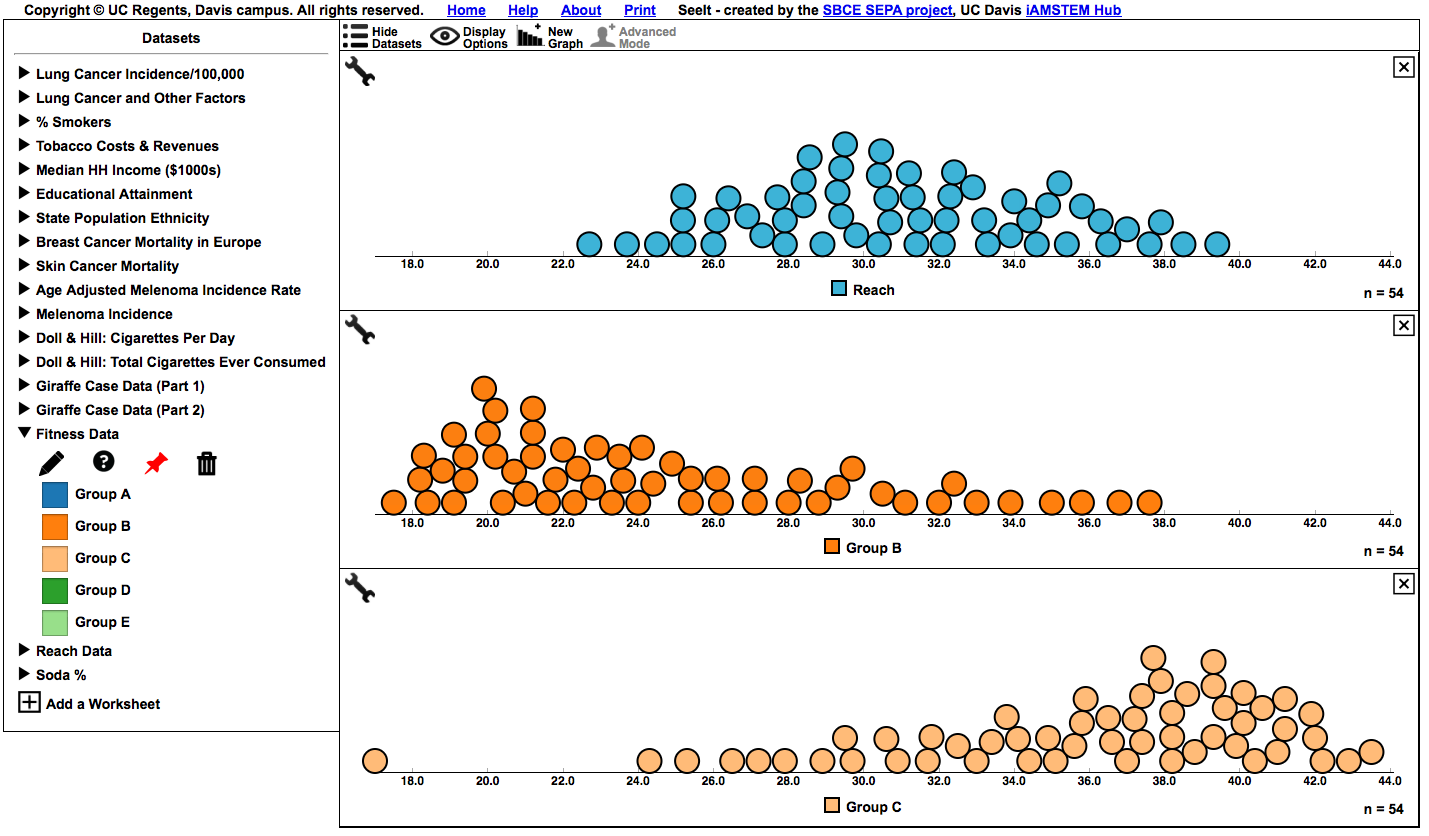 Copyright © UC Regents, Davis campus. All rights reserved. Home Help About Print SeeIt - created by the SBCE SEPA project, UC Davis iAMSTEM Hub
Datasets
Lung Cancer Incidence/100,000
Lung Cancer and Other Factors
% Smokers
Tobacco Costs & Revenues
Median HH Income ($1000s)
Educational Attainment
State Population Ethnicity
Breast Cancer Mortality in Europe
Skin Cancer Mortality
Age Adjusted Melenoma Incidence Rate
Melenoma Incidence
Doll & Hill: Cigarettes Per Day
Doll & Hill: Total Cigarettes Ever Consumed
Giraffe Case Data (Part 1)
Giraffe Case Data (Part 2)
Fitness Data
Group A
Group B
Group C
Group D
Group E
Reach Data
Soda %
Add a Worksheet
Hide Datasets
Display Options
New Graph
Advanced Mode
18.0 20.0 22.0 24.0 26.0 28.0 30.0 32.0 34.0 36.0 38.0 40.0 42.0 44.0
Reach
n = 54
18.0 20.0 22.0 24.0 26.0 28.0 30.0 32.0 34.0 36.0 38.0 40.0 42.0 44.0
Group B
n = 54
18.0 20.0 22.0 24.0 26.0 28.0 30.0 32.0 34.0 36.0 38.0 40.0 42.0 44.0
Group C
n = 54